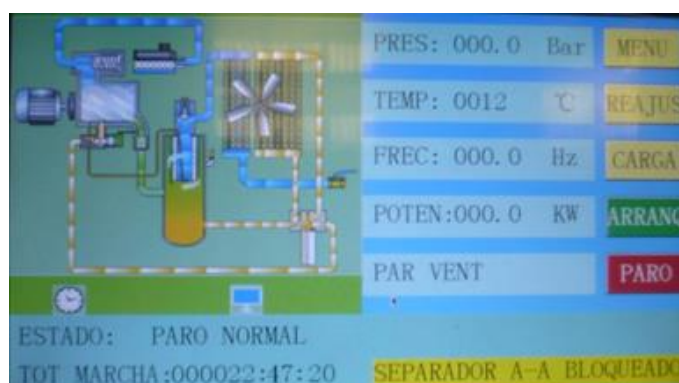 PRES: 000.0 Bar MENU
TEMP: 0012 ℃ REAJUS
FREC: 000.0 Hz CARGA
POTEN:000.0 KW ARRANQ
PAR VENT PARO
ESTADO: PARO NORMAL
TOT MARCHA:000022:47:20 SEPARADOR A-A BLOQUEADO